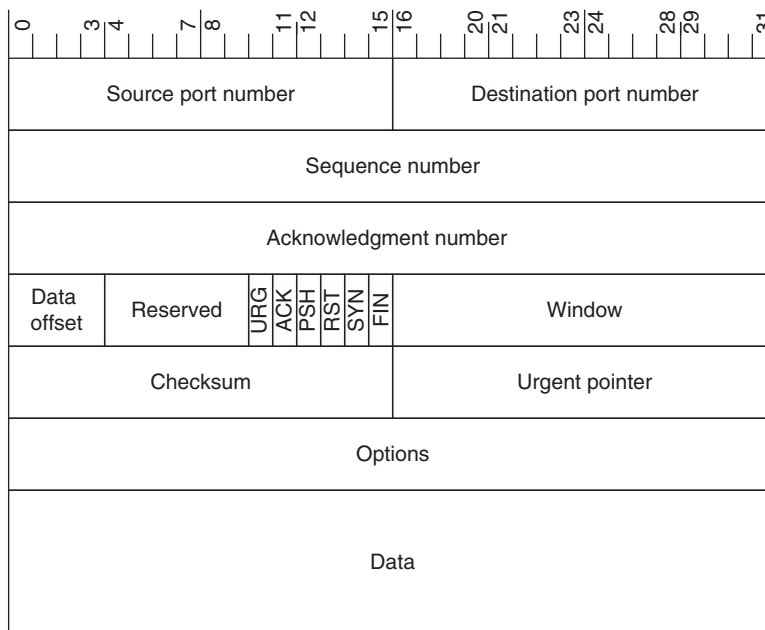 0 3 4 7 8 11 12 15 16 20 21 23 24 28 29 31
Source port number Destination port number
Sequence number
Acknowledgment number
Data offset Reserved URG ACK PSH RST SYN FIN Window
Checksum Urgent pointer
Options
Data